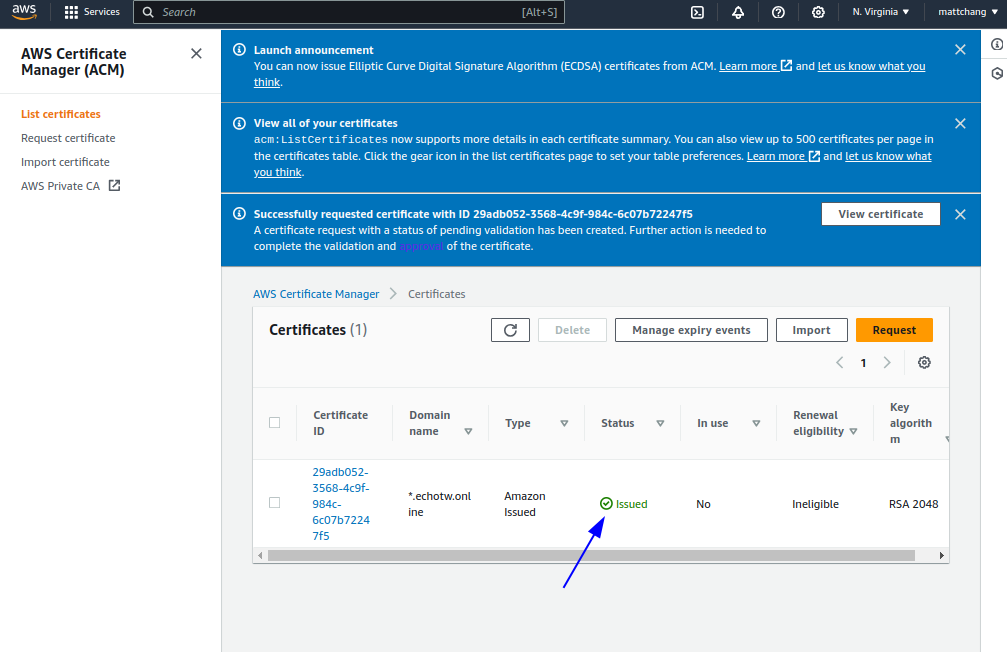 aws
Services
Search
[Alt+S]
N. Virginia
mattchang
AWS Certificate
Manager (ACM)
List certificates
Request certificate
Import certificate
AWS Private CA
Launch announcement
You can now issue Elliptic Curve Digital Signature Algorithm (ECDSA) certificates from ACM. Learn more and let us know what you
think.
View all of your certificates
acm:ListCertificates now supports more details in each certificate summary. You can also view up to 500 certificates per page in
the certificates table. Click the gear icon in the list certificates page to set your table preferences. Learn more and let us know what
you think.
Successfully requested certificate with ID 29adb052-3568-4c9f-984c-6c07b72247f5
A certificate request with a status of pending validation has been created. Further action is needed to
complete the validation and approval of the certificate.
View certificate
AWS Certificate Manager
Certificates
Certificates (1)
Delete
Manage expiry events
Import
Request
1
Certificate
ID
Domain
name
Type
Status
In use
Renewal
eligibility
Key
algorith
m
29adb052-
3568-4c9f-
984c-
6c07b7224
7f5
*.echotw.onl
ine
Amazon
Issued
Issued
No
Ineligible
RSA 2048